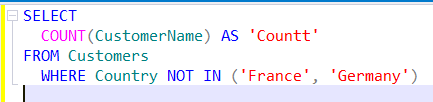 SELECT
COUNT(CustomerName) AS 'Countt'
FROM Customers
WHERE Country NOT IN ('France', 'Germany')